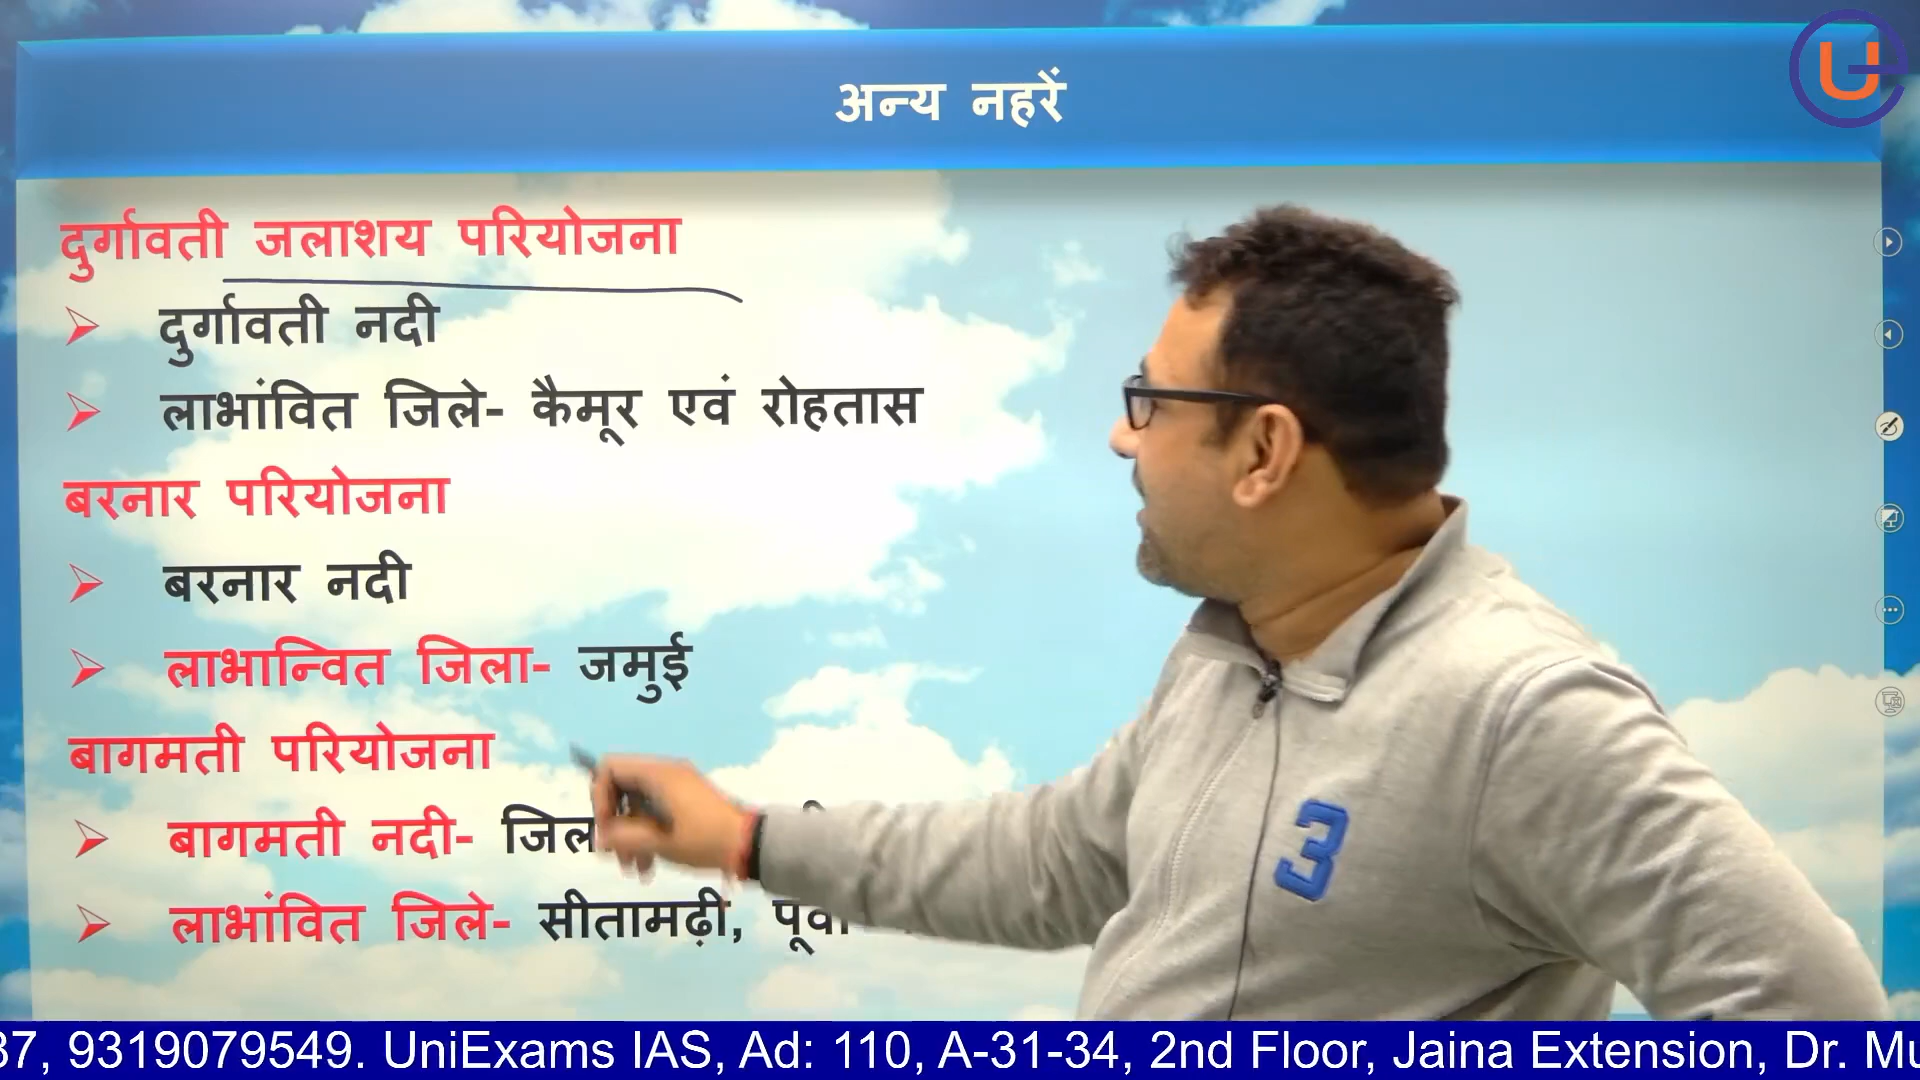 अन्य नहरें
दुर्गावती जलाशय परियोजना
दुर्गावती नदी
लाभांवित जिले- कैमूर एवं रोहतास
बरनार परियोजना
बरनार नदी
लाभान्वित जिला- जमुई
बागमती परियोजना
बागमती नदी-
लाभांवित जिले- सीतामढ़ी,
3
37, 9319079549. UniExams IAS, Ad: 110, A-31-34, 2nd Floor, Jaina Extension, Dr.